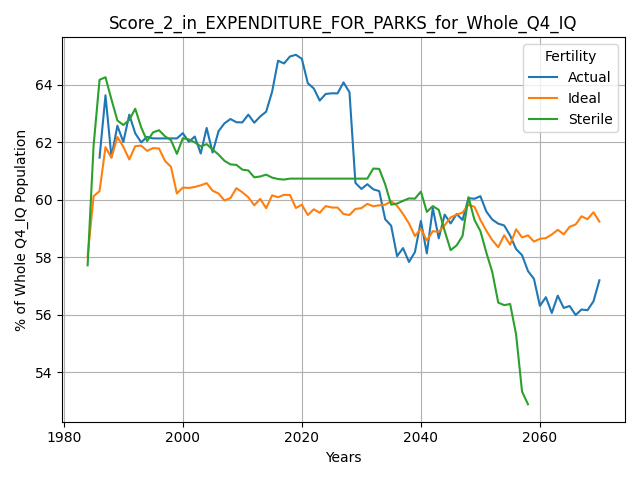 Score_2_in_EXPENDITURE_FOR_PARKS_for_Whole_Q4_IQ
Fertility
Actual
Ideal
Sterile
% of Whole Q4_IQ Population
64
62
60
58
56
54
1980
2000
2020
2040
2060
Years